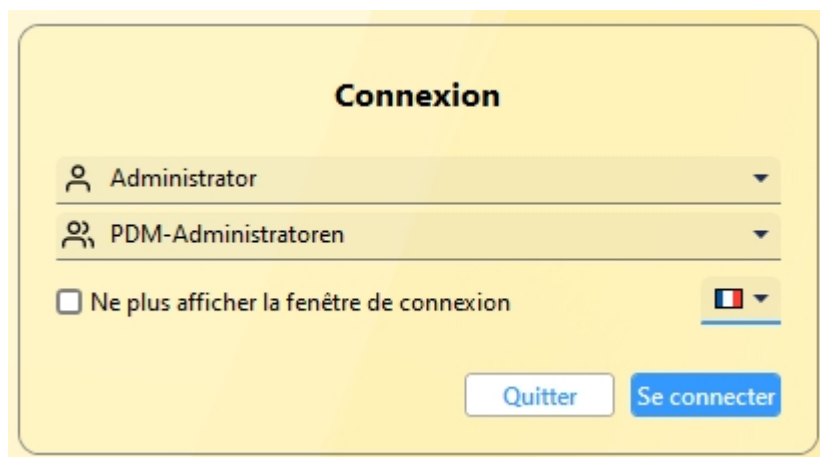 Connexion
Administrator
PDM-Administratoren
Ne plus afficher la fenêtre de connexion
Quitter Se connecter